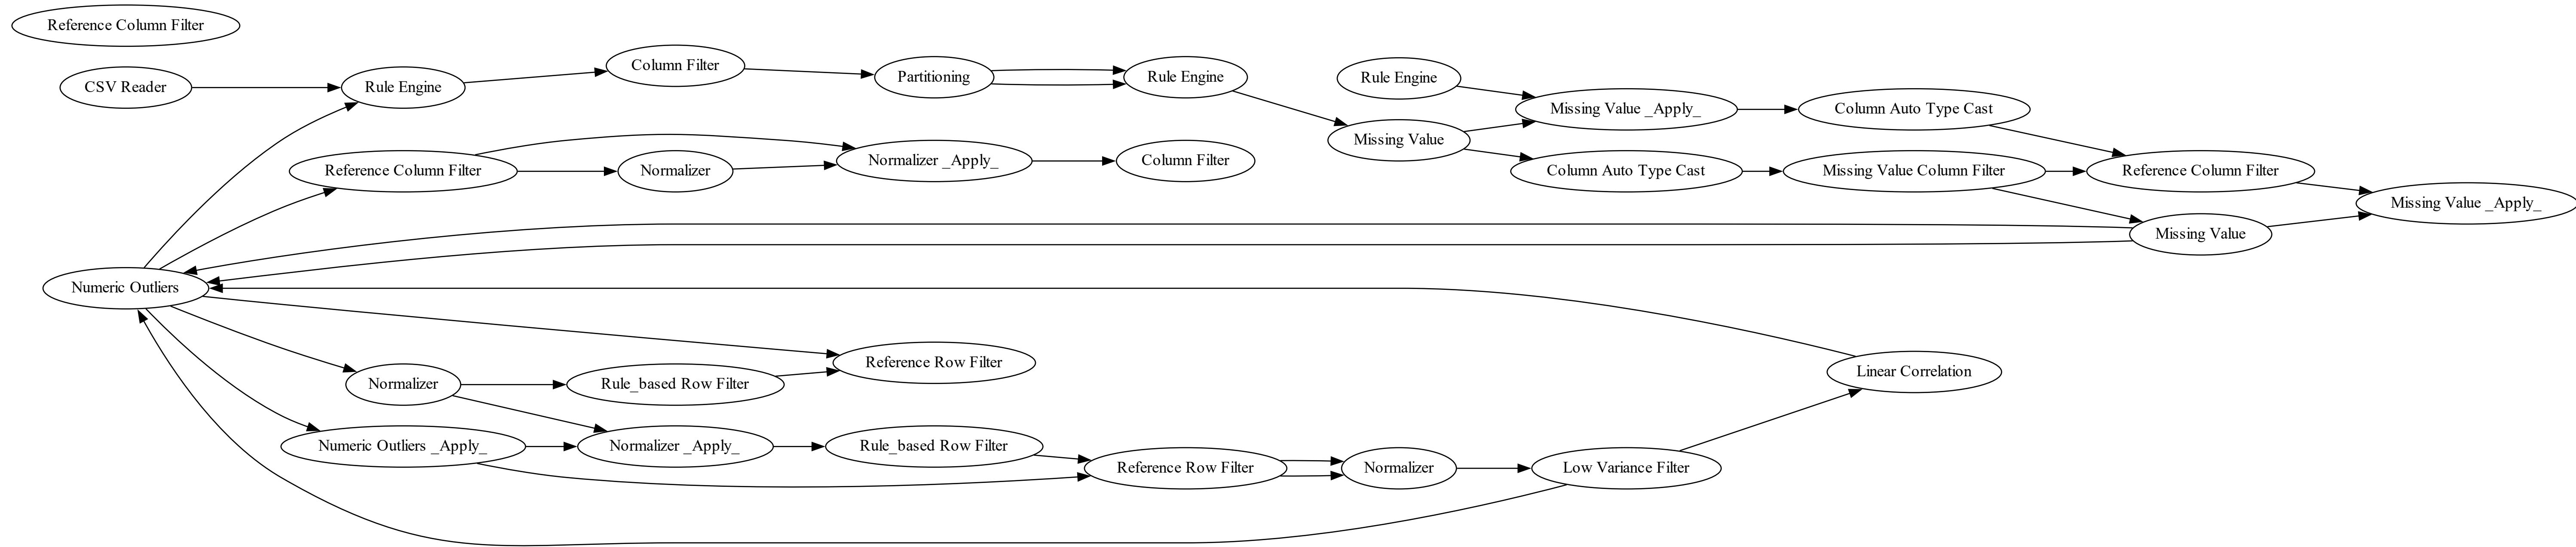 Reference Column Filter
CSV Reader
Rule Engine
Column Filter
Partitioning
Rule Engine
Rule Engine
Missing Value
Missing Value _Apply_
Column Auto Type Cast
Reference Column Filter
Normalizer
Normalizer _Apply_
Column Filter
Column Auto Type Cast
Missing Value Column Filter
Reference Column Filter
Missing Value _Apply_
Missing Value
Numeric Outliers
Reference Row Filter
Linear Correlation
Normalizer
Rule_based Row Filter
Numeric Outliers _Apply_
Normalizer _Apply_
Rule_based Row Filter
Reference Row Filter
Normalizer
Low Variance Filter